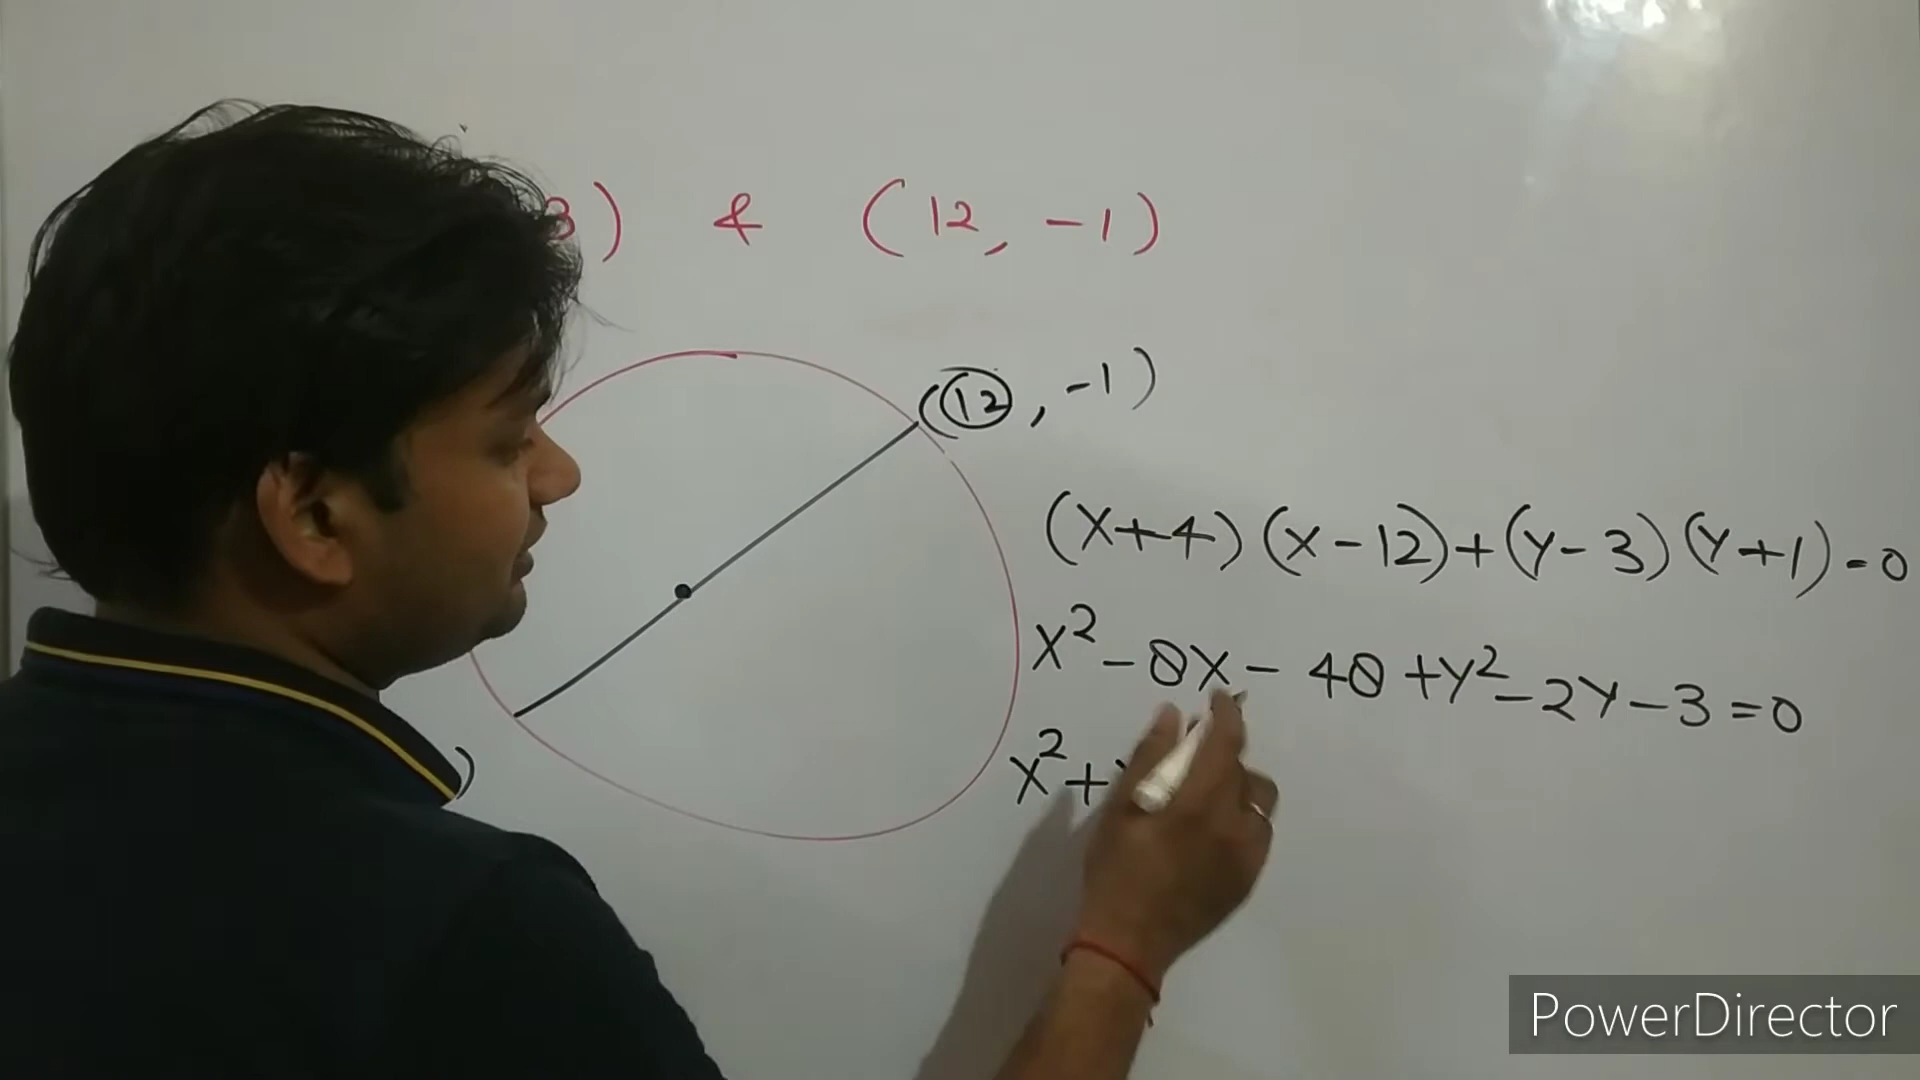 3) & (12, -1)
(12, -1)
(x+4)(x-12)+(y-3)(y+1)=0
x²-8x-48+y²-2y-3=0
)
x²+
PowerDirector